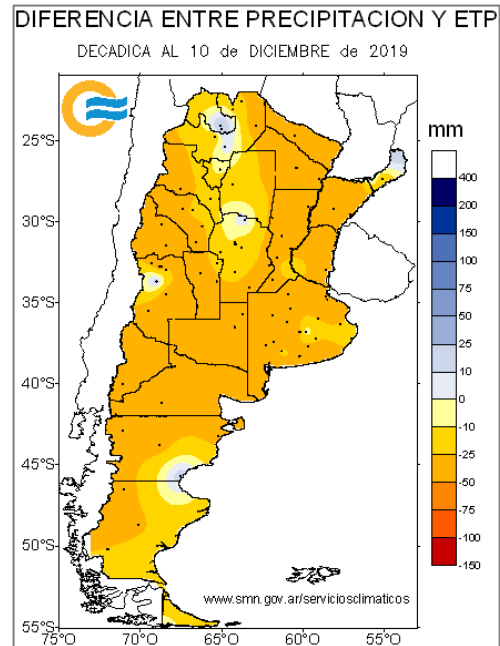 DIFERENCIA ENTRE PRECIPITACION Y ETP
DECADICA AL 10 de DICIEMBRE de 2019
mm
25°S
30°S
35°S
40°S
45°S
50°S
55°S
75°O
70°O
65°O
60°O
55°O
400
200
150
100
75
50
25
10
0
-10
-25
-50
-75
-100
-150
www.smn.gov.ar/serviciosclimaticos